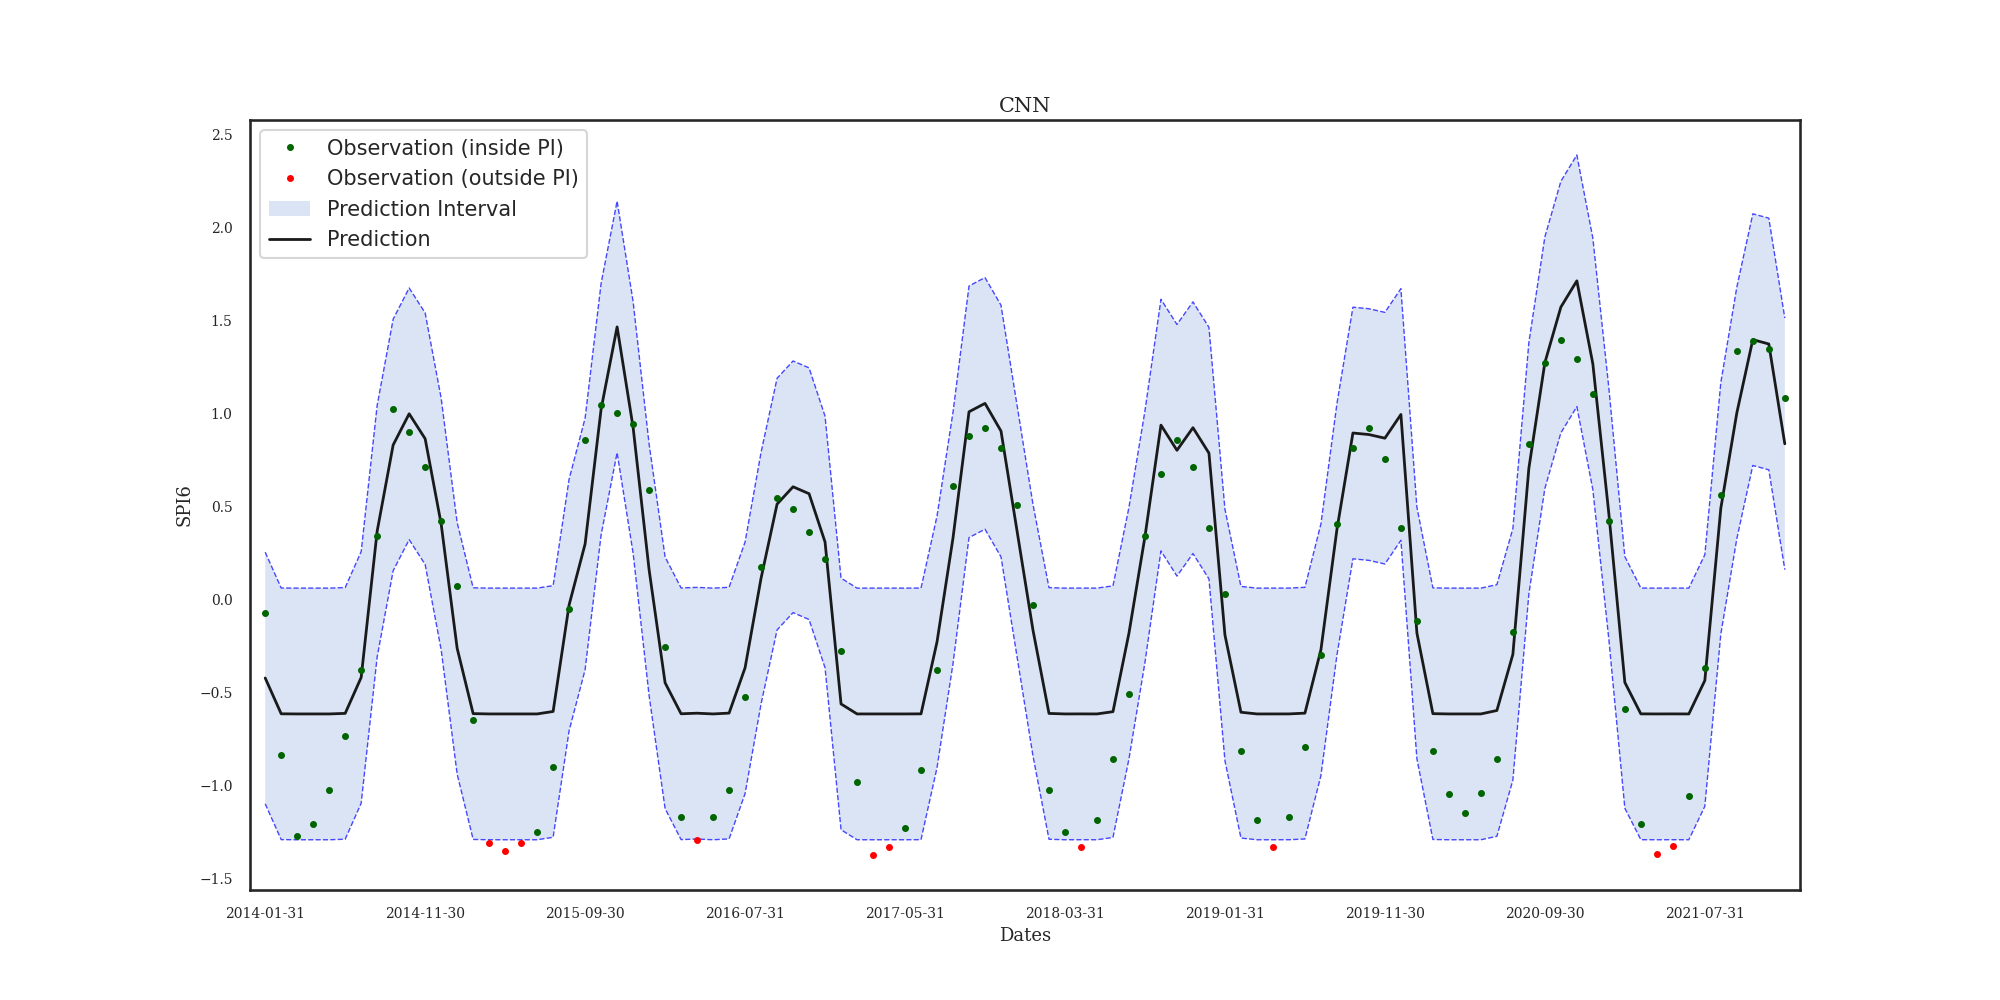 CNN
Observation (inside PI)
Observation (outside PI)
Prediction Interval
Prediction
2.5
2.0
1.5
1.0
0.5
0.0
−0.5
−1.0
−1.5
SPI6
2014-01-31 2014-11-30 2015-09-30 2016-07-31 2017-05-31 2018-03-31 2019-01-31 2019-11-30 2020-09-30 2021-07-31
Dates